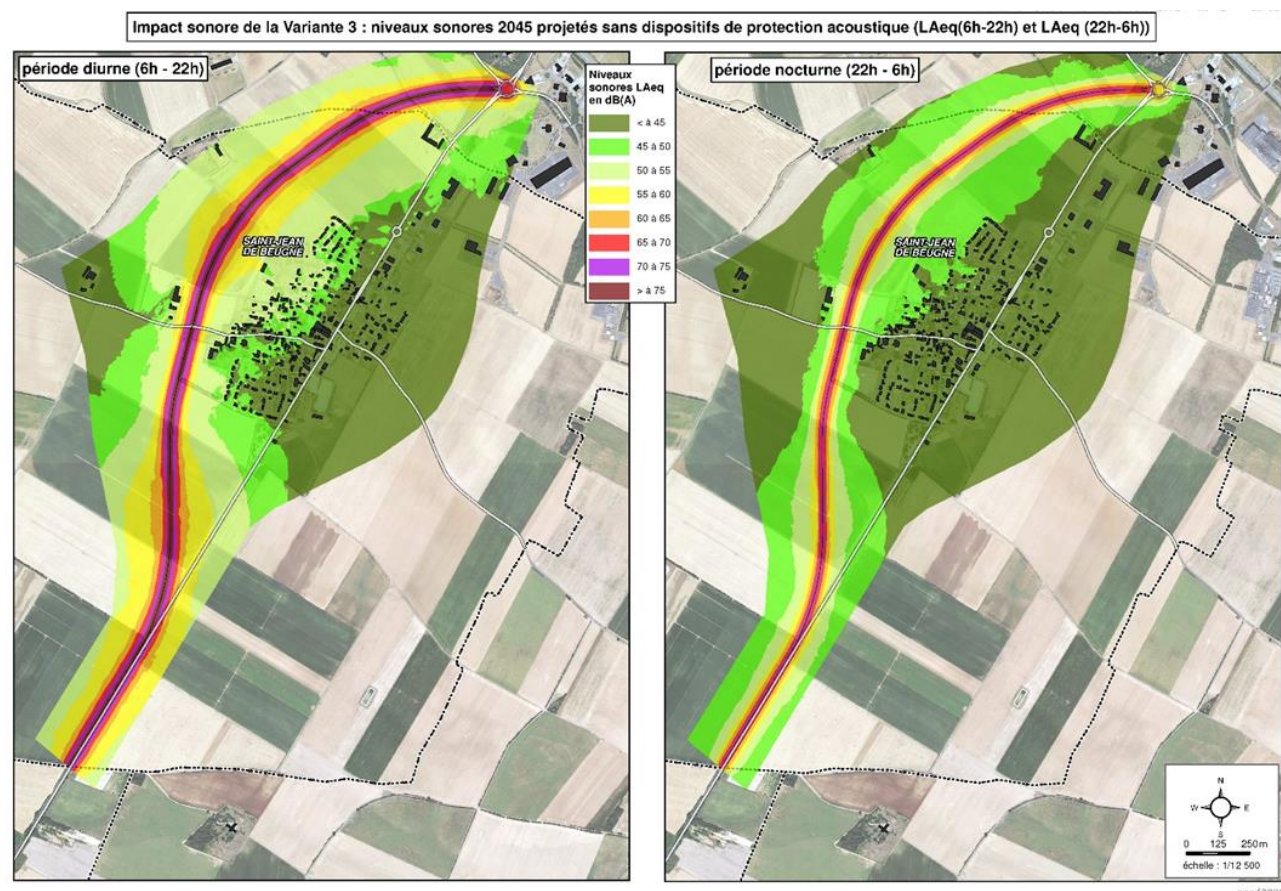 Impact sonore de la Variante 3 : niveaux sonores 2045 projetés sans dispositifs de protection acoustique (LAeq(6h-22h) et LAeq (22h-6h))
période diurne (6h - 22h)
Niveaux
sonores LAeq
en dB(A)
< à 45
45 à 50
50 à 55
55 à 60
60 à 65
65 à 70
70 à 75
> à 75
SAINT-JEAN
DE BEUGNE
période nocturne (22h - 6h)
SAINT-JEAN
DE BEUGNE
N
W E
S
0 125 250 m
échelle : 1/12 500